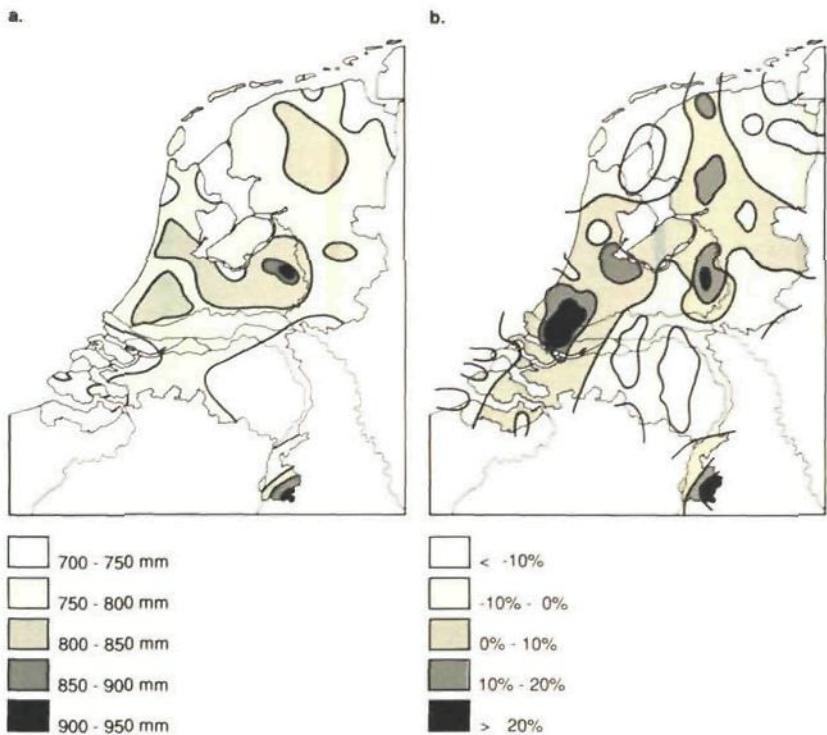 a.
700 - 750 mm
750 - 800 mm
800 - 850 mm
850 - 900 mm
900 - 950 mm
b.
< -10%
-10% - 0%
0% - 10%
10% - 20%
> 20%